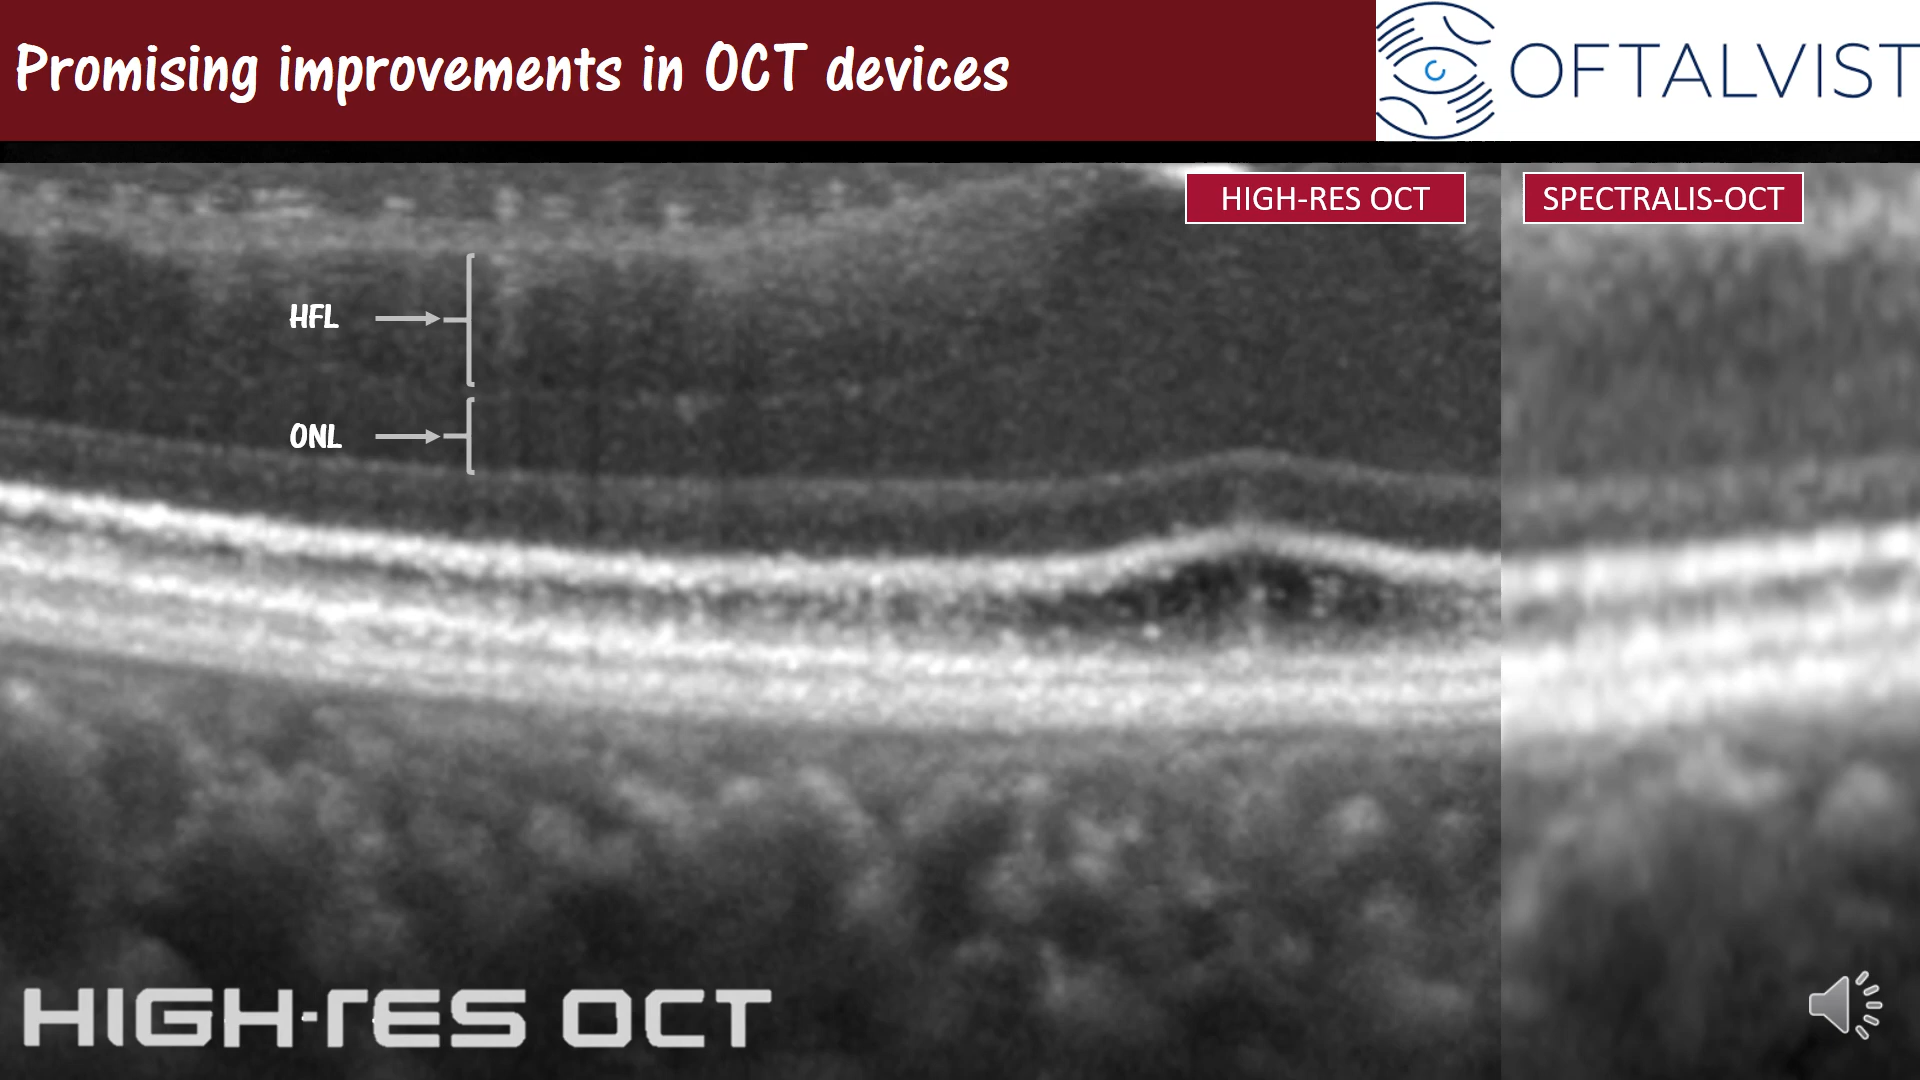 Promising improvements in OCT devices
OFTALVIST
HIGH-RES OCT
SPECTRALIS-OCT
HFL
ONL
HIGH-rES OCT